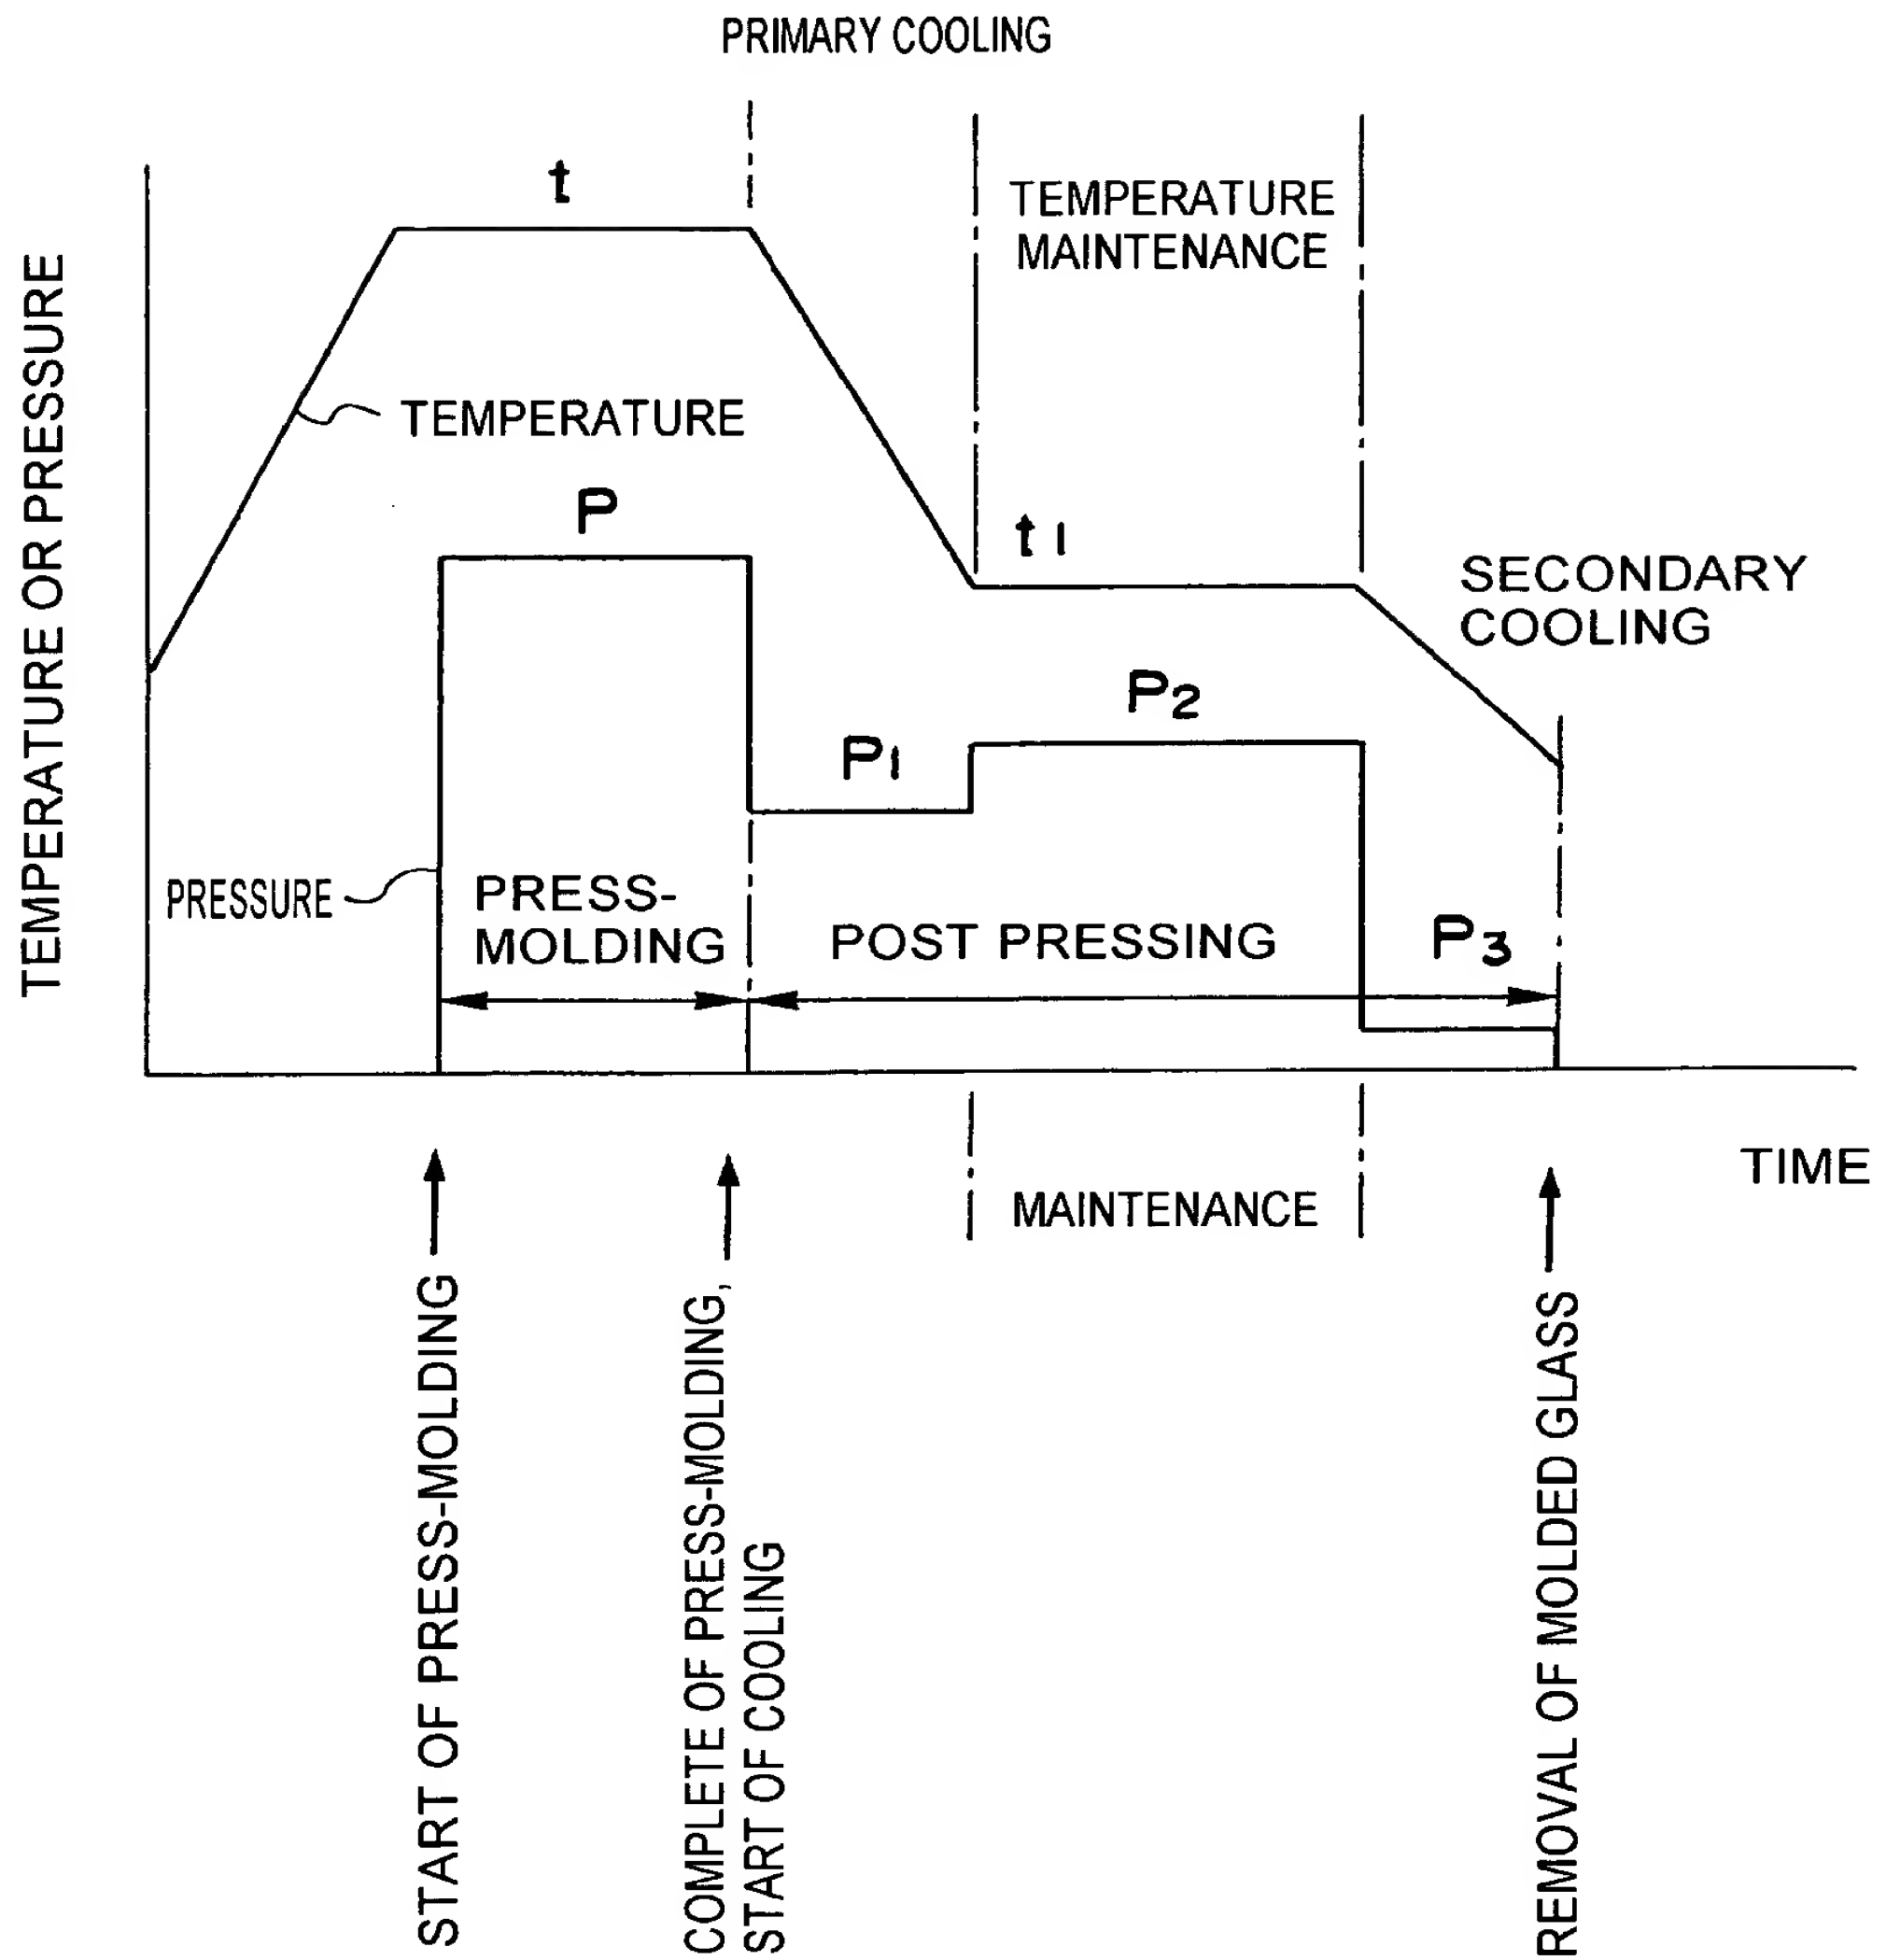 PRIMARY COOLING
t
TEMPERATURE
MAINTENANCE
TEMPERATURE OR PRESSURE
TEMPERATURE
P
t1
SECONDARY
COOLING
P2
P1
PRESSURE
PRESS-
MOLDING
POST PRESSING
P3
TIME
MAINTENANCE
START OF PRESS-MOLDING
COMPLETE OF PRESS-MOLDING,
START OF COOLING
REMOVAL OF MOLDED GLASS